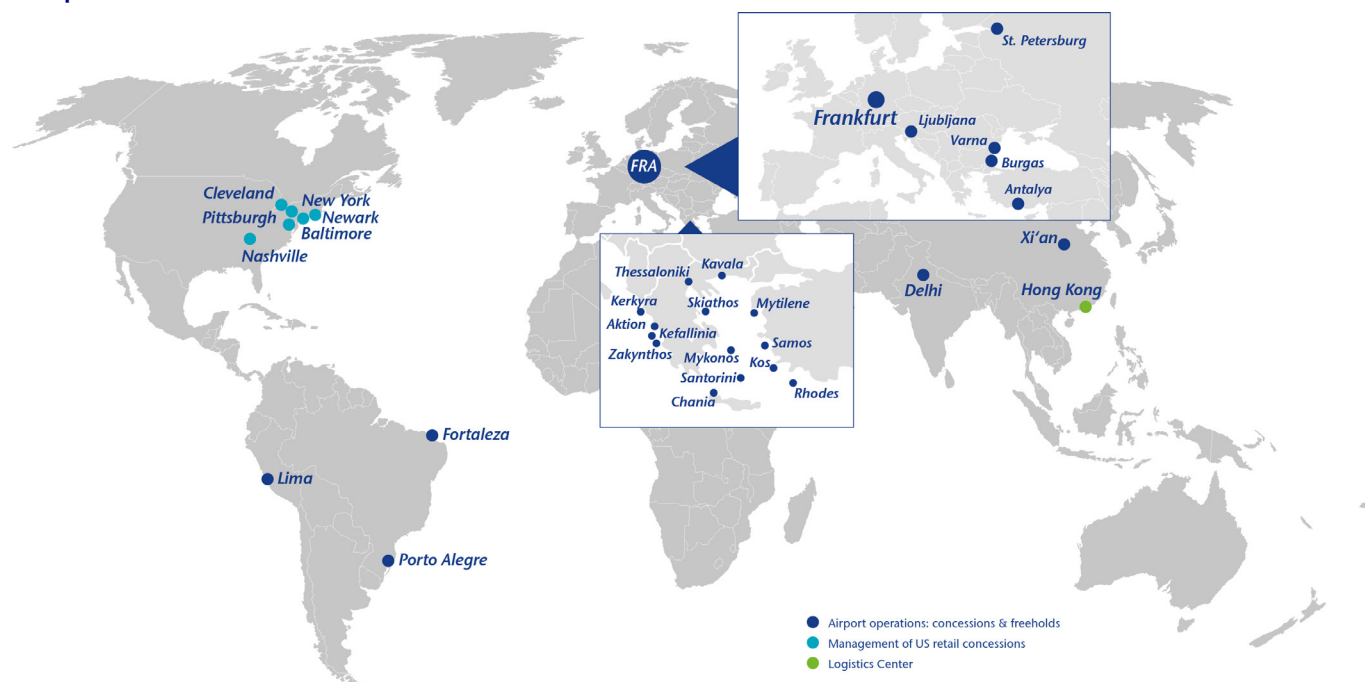 St. Petersburg
Frankfurt
Ljubljana
Varna
Burgas
Antalya
FRA
Cleveland
New York
Pittsburgh
Newark
Baltimore
Nashville
Xi‘an
Delhi
Hong Kong
Thessaloniki
Kavala
Kerkyra
Skiathos
Mytilene
Aktion
Kefallinia
Zakynthos
Mykonos
Samos
Kos
Santorini
Rhodes
Chania
Fortaleza
Lima
Porto Alegre
Airport operations: concessions & freeholds
Management of US retail concessions
Logistics Center